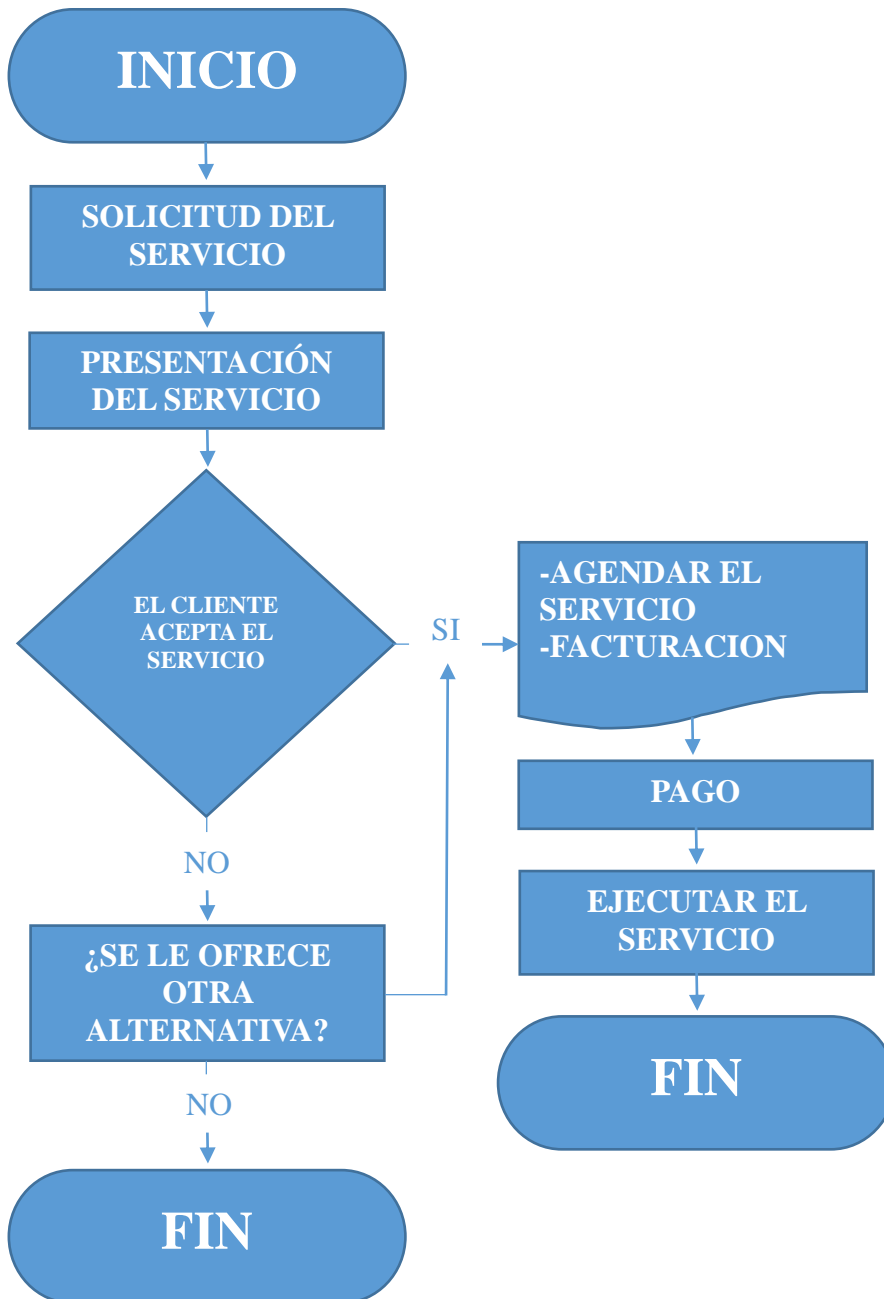 INICIO
SOLICITUD DEL
SERVICIO
PRESENTACIÓN
DEL SERVICIO
EL CLIENTE
ACEPTA EL
SERVICIO
SI
-AGENDAR EL
SERVICIO
-FACTURACION
PAGO
EJECUTAR EL
SERVICIO
FIN
NO
¿SE LE OFRECE
OTRA
ALTERNATIVA?
NO
FIN